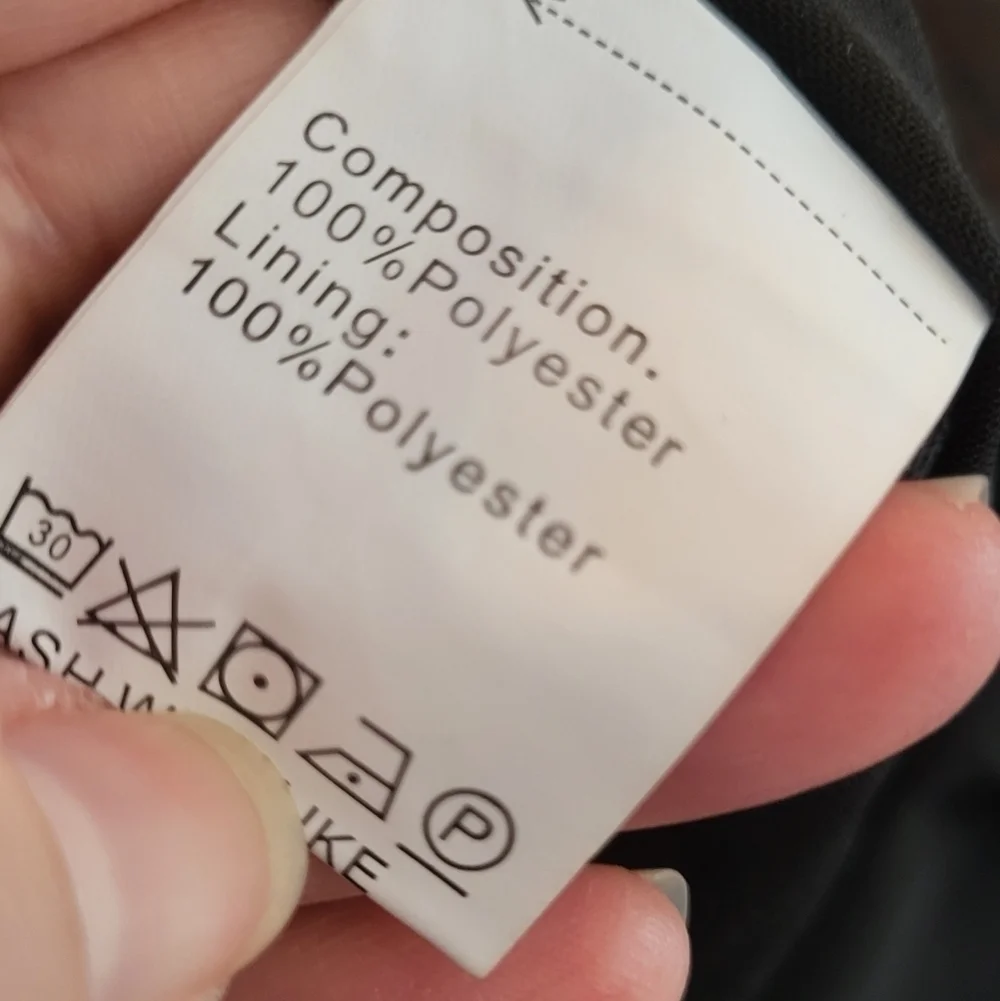 Composition.
100%Polyester
Lining:
100%Polyester
30
P